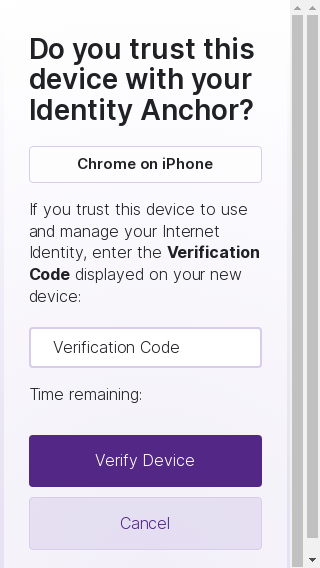 Do you trust this
device with your
Identity Anchor?
Chrome on iPhone
If you trust this device to use
and manage your Internet
Identity, enter the Verification
Code displayed on your new
device:
Verification Code
Time remaining:
Verify Device
Cancel